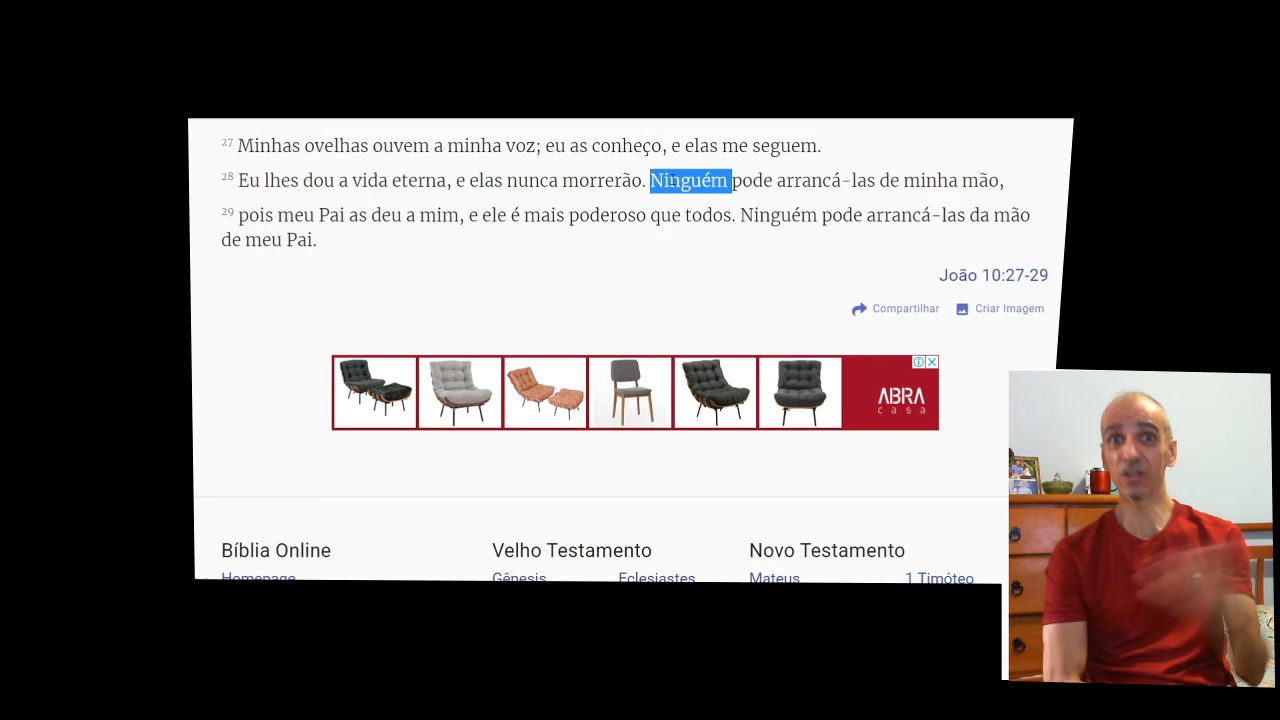 27 Minhas ovelhas ouvem a minha voz; eu as conheço, e elas me seguem.
28 Eu lhes dou a vida eterna, e elas nunca morrerão. Ninguém pode arrancá-las de minha mão,
29 pois meu Pai as deu a mim, e ele é mais poderoso que todos. Ninguém pode arrancá-las da mão
de meu Pai.
João 10:27-29
Compartilhar Criar Imagem
ABRA
casa
Bíblia Online Velho Testamento Novo Testamento
Homepage Gênesis Eclesiastes Mateus 1 Timóteo